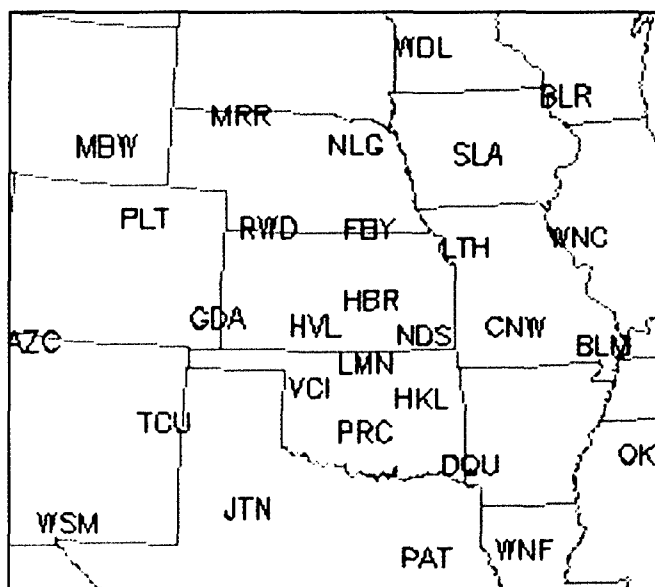 WDL
BLR
MRR
NLG
SLA
MBW
PLT
RWD
FBY
LTH
WNC
HBR
GDA
HVL
NDS
CNW
AZC
BLM
LMN
VCI
HKL
TCU
PRC
DQU
OK
JTN
WSM
PAT
WNF